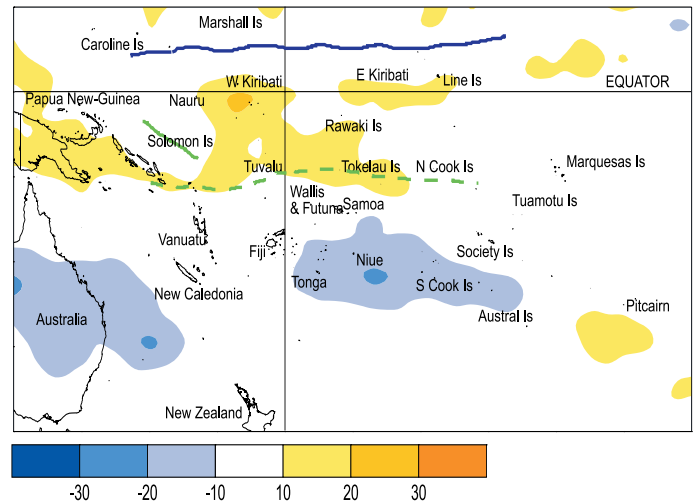 Marshall Is
Caroline Is
W Kiribati
E Kiribati
Line Is
EQUATOR
Papua New-Guinea
Nauru
Rawaki Is
Solomon Is
Tuvalu
Tokelau Is
N Cook Is
Marquesas Is
Wallis
& Futuna
Samoa
Tuamotu Is
Vanuatu
Fiji
Niue
Society Is
Tonga
S Cook Is
New Caledonia
Austral Is
Pitcairn
Australia
New Zealand
-30 -20 -10 10 20 30